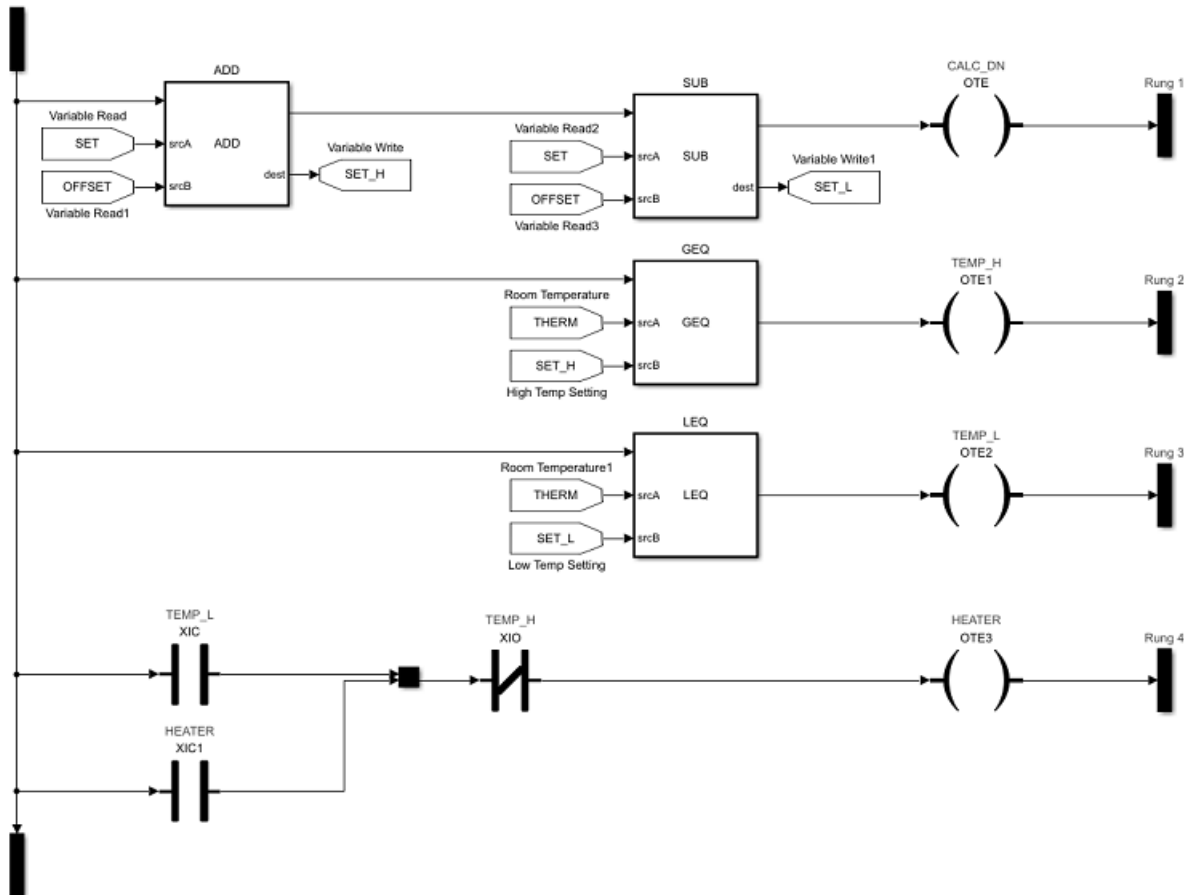 ADD
Variable Read
SET
srcA
ADD
OFFSET
srcB
Variable Read1
dest
Variable Write
SET_H
SUB
Variable Read2
SET
srcA
SUB
OFFSET
srcB
Variable Read3
dest
Variable Write1
SET_L
CALC_DN
OTE
Rung 1
GEQ
Room Temperature
THERM
srcA
GEQ
SET_H
srcB
High Temp Setting
TEMP_H
OTE1
Rung 2
LEQ
Room Temperature1
THERM
srcA
LEQ
SET_L
srcB
Low Temp Setting
TEMP_L
OTE2
Rung 3
TEMP_L
XIC
TEMP_H
XIO
HEATER
OTE3
Rung 4
HEATER
XIC1